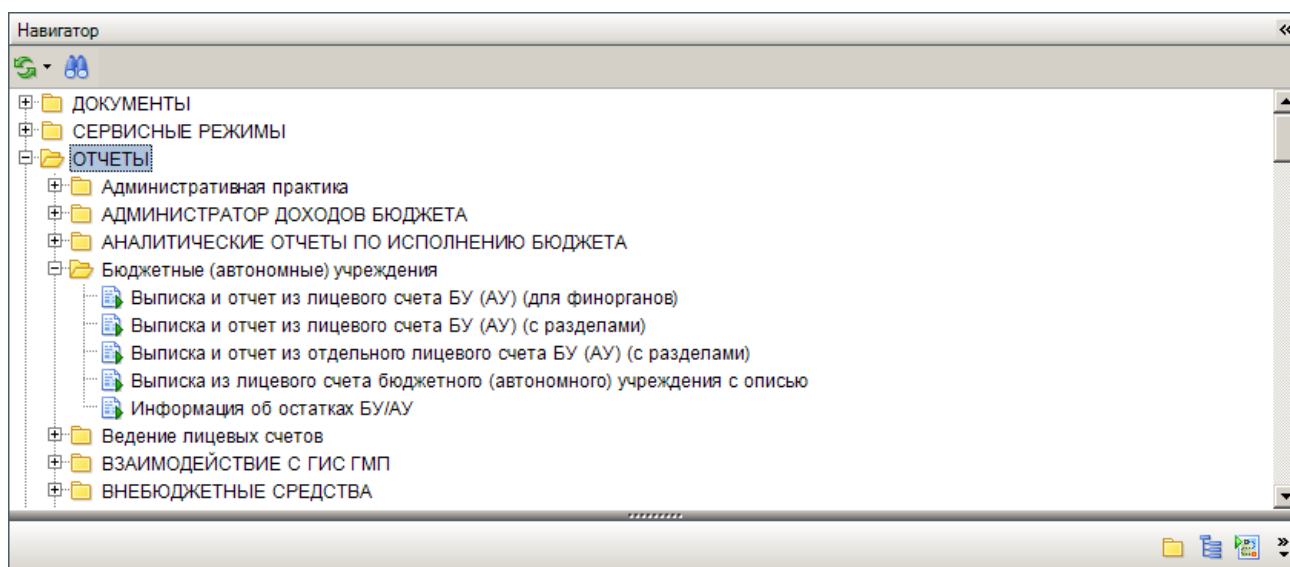 Навигатор
ДОКУМЕНТЫ
СЕРВИСНЫЕ РЕЖИМЫ
ОТЧЕТЫ
Административная практика
АДМИНИСТРАТОР ДОХОДОВ БЮДЖЕТА
АНАЛИТИЧЕСКИЕ ОТЧЕТЫ ПО ИСПОЛНЕНИЮ БЮДЖЕТА
Бюджетные (автономные) учреждения
Выписка и отчет из лицевого счета БУ (АУ) (для финорганов)
Выписка и отчет из лицевого счета БУ (АУ) (с разделами)
Выписка и отчет из отдельного лицевого счета БУ (АУ) (с разделами)
Выписка из лицевого счета бюджетного (автономного) учреждения с описью
Информация об остатках БУ/АУ
Ведение лицевых счетов
ВЗАИМОДЕЙСТВИЕ С ГИС ГМП
ВНЕБЮДЖЕТНЫЕ СРЕДСТВА